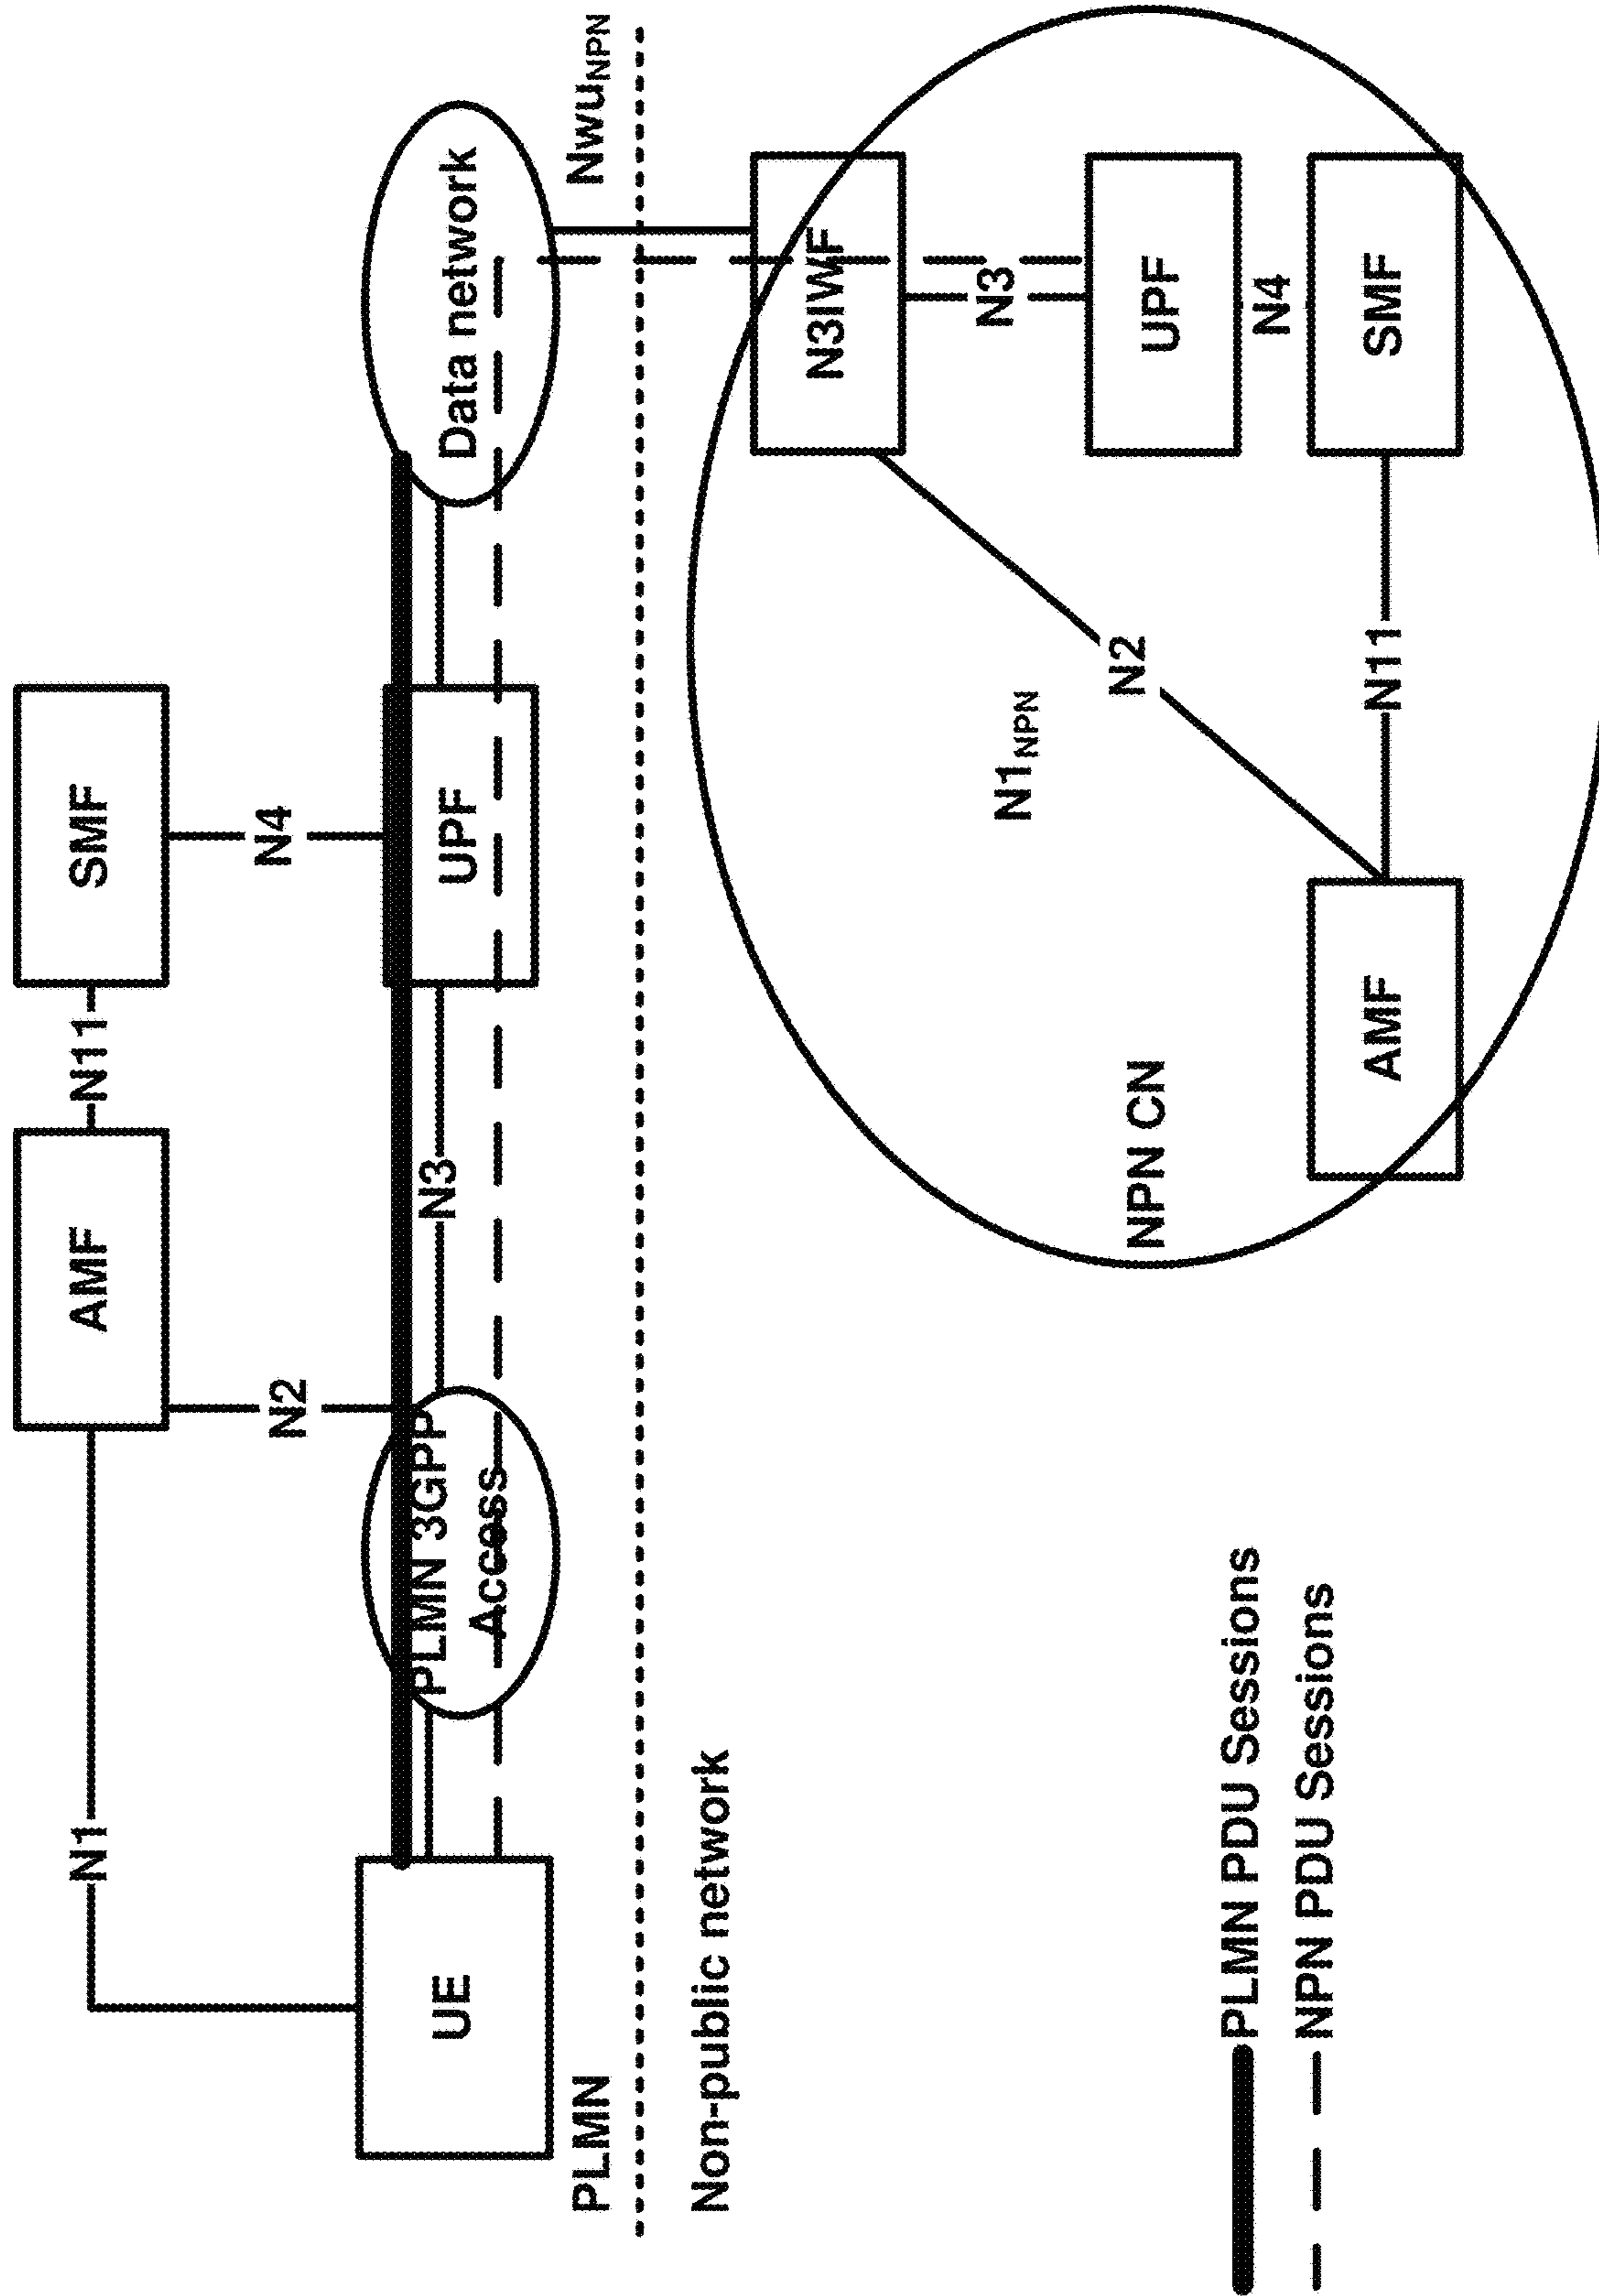 AMF
N11
SMF
N1
N2
N4
UE
PLMN 3GPP
Access
N3
UPF
Data network
PLMN
NwuNPN
Non-public network
N3IWF
N3
N1NPN
N2
UPF
NPN CN
N4
AMF
N11
SMF
PLMN PDU Sessions
NPN PDU Sessions